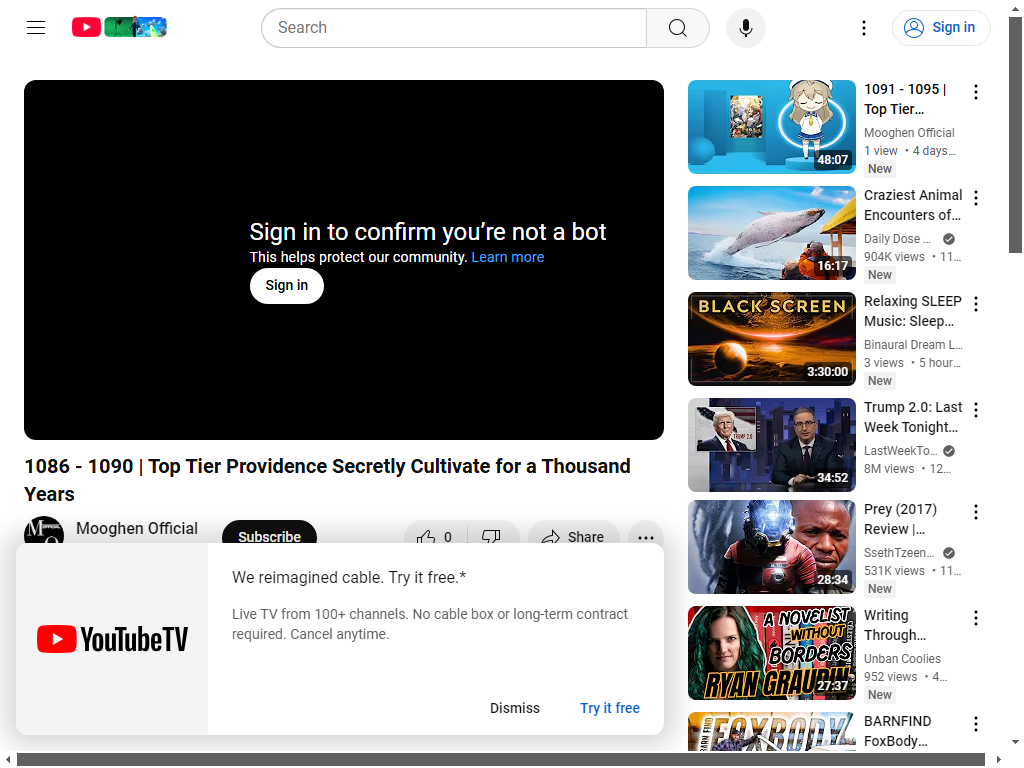 Search
Sign in
Sign in to confirm you’re not a bot
This helps protect our community. Learn more
Sign in
1086 - 1090 | Top Tier Providence Secretly Cultivate for a Thousand
Years
Mooghen Official
Subscribe
0
Share
YouTubeTV
We reimagined cable. Try it free.*
Live TV from 100+ channels. No cable box or long-term contract
required. Cancel anytime.
Dismiss
Try it free
48:07
1091 - 1095 |
Top Tier…
Mooghen Official
1 view • 4 days…
New
16:17
Craziest Animal
Encounters of…
Daily Dose …
904K views • 11…
New
BLACK SCREEN
3:30:00
Relaxing SLEEP
Music: Sleep…
Binaural Dream L…
3 views • 5 hour…
New
TRUMP 2.0
34:52
Trump 2.0: Last
Week Tonight…
LastWeekTo…
8M views • 12…
28:34
Prey (2017)
Review |…
SsethTzeen…
531K views • 11…
New
A NOVELIST
WITHOUT
BORDERS
RYAN GRAUDIN
27:37
Writing
Through…
Unban Coolies
952 views • 4…
New
BARN FIND
FOXBODY
BARNFIND
FoxBody…